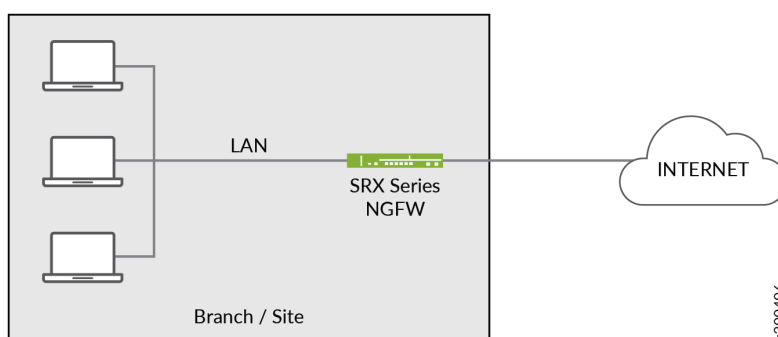 LAN
SRX Series
NGFW
INTERNET
Branch / Site